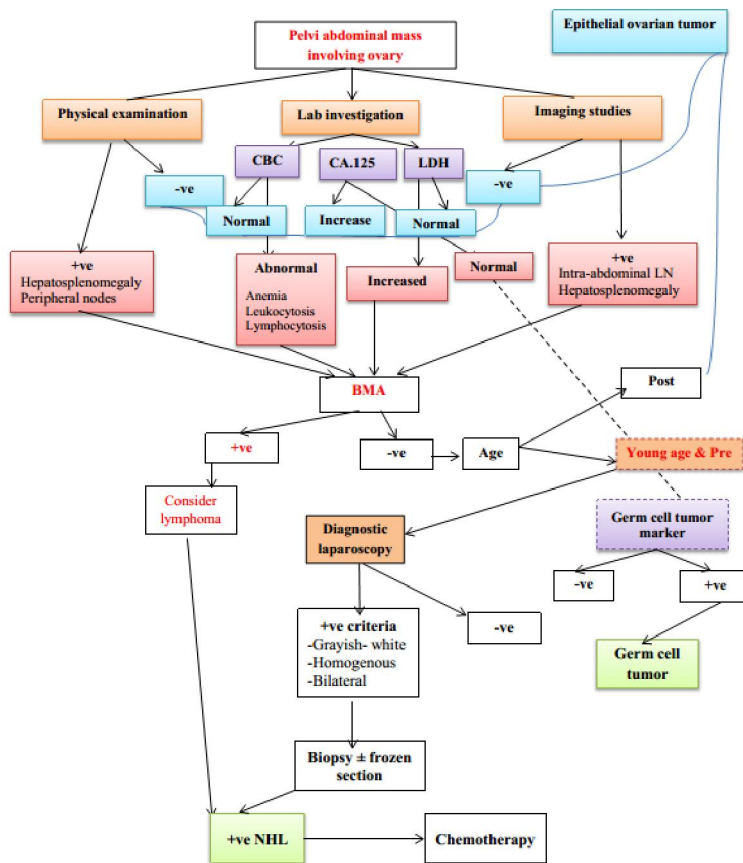 Pelvi abdominal mass
involving ovary
Epithelial ovarian tumor
Physical examination
Lab investigation
Imaging studies
CBC
CA.125
LDH
-ve
-ve
Normal
Increase
Normal
+ve
Hepatosplenomegaly
Peripheral nodes
Abnormal
Anemia
Leukocytosis
Lymphocytosis
Increased
Normal
+ve
Intra-abdominal LN
Hepatosplenomegaly
BMA
Post
+ve
-ve
Age
Young age & Pre
Consider
lymphoma
Diagnostic
laparoscopy
Germ cell tumor
marker
-ve
+ve
+ve criteria
-Grayish- white
-Homogenous
-Bilateral
-ve
Germ cell
tumor
Biopsy ± frozen
section
+ve NHL
Chemotherapy